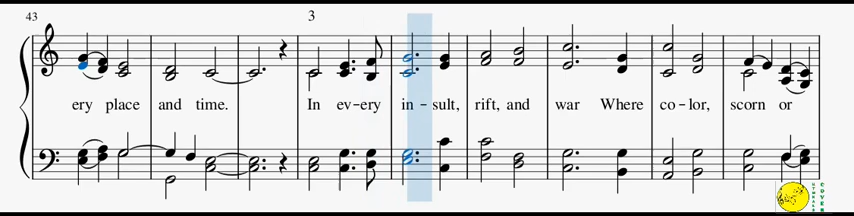 43
3
ery place and time. In ev-ery in-sult, rift, and war Where co-lor, scorn or